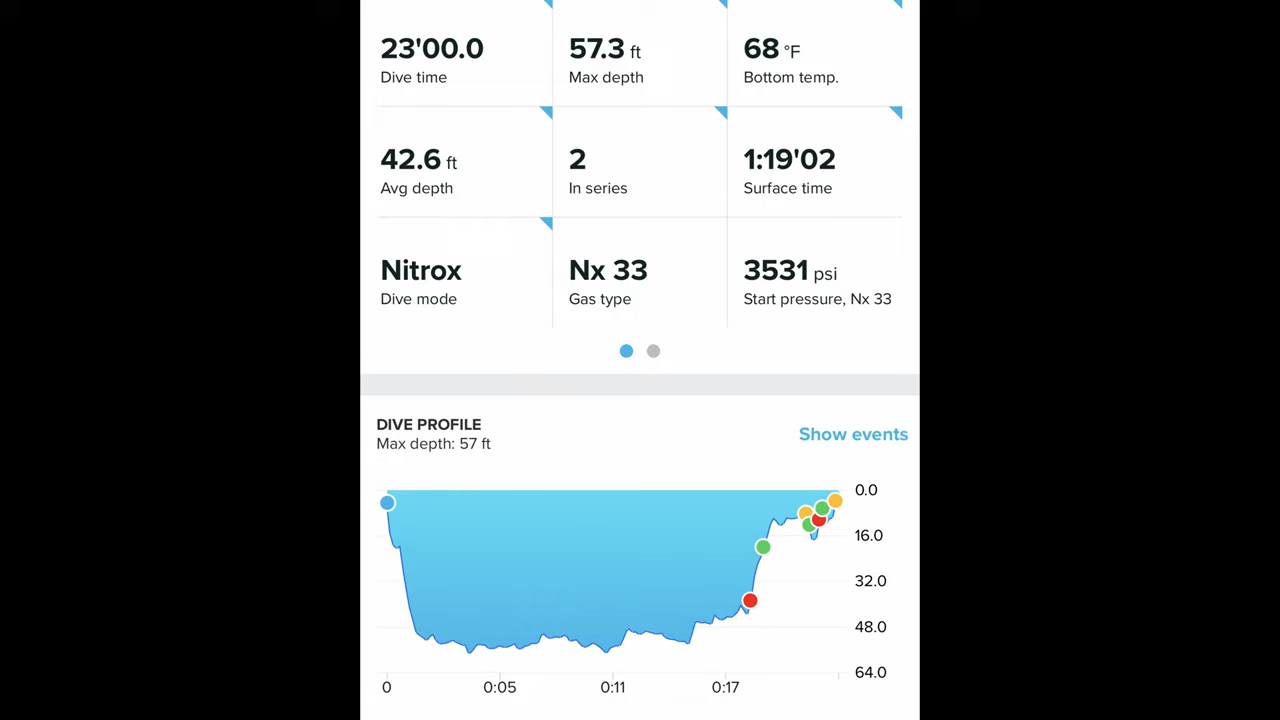 23'00.0 57.3 ft 68 °F
Dive time Max depth Bottom temp.
42.6 ft 2 1:19'02
Avg depth In series Surface time
Nitrox Nx 33 3531 psi
Dive mode Gas type Start pressure, Nx 33
DIVE PROFILE
Max depth: 57 ft
Show events
0.0
16.0
32.0
48.0
64.0
0 0:05 0:11 0:17